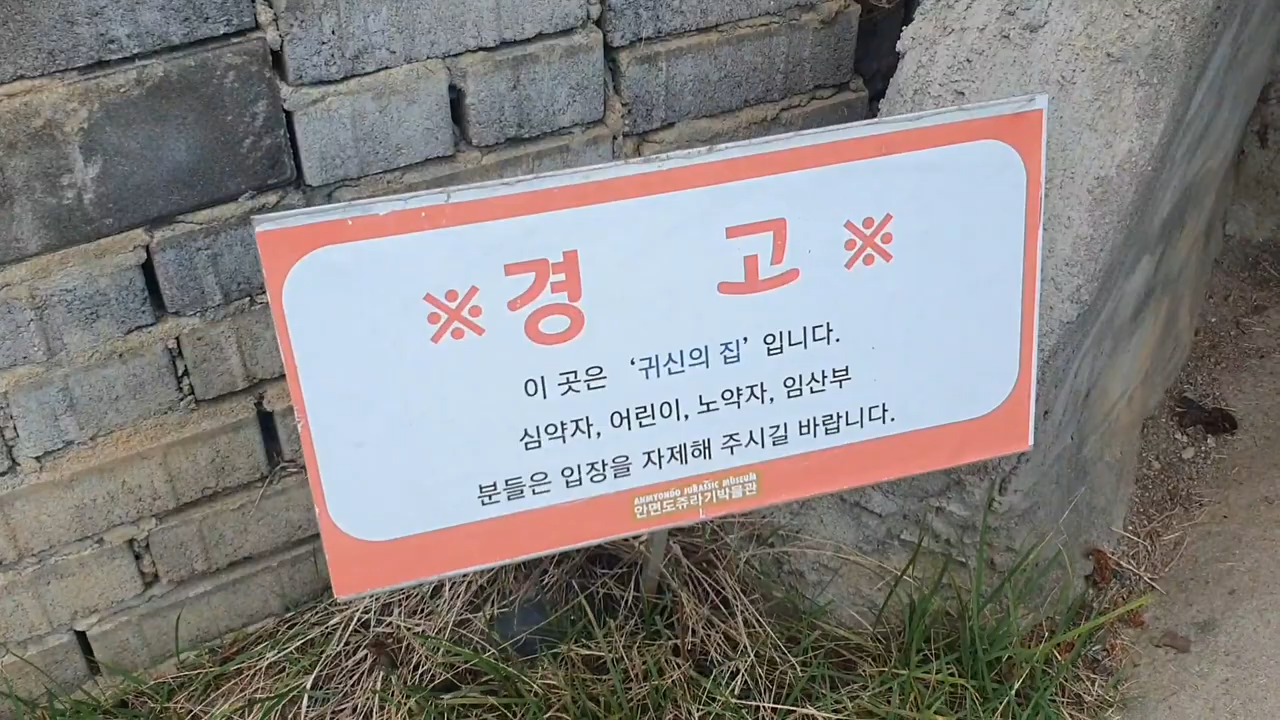 ※경 고※
이 곳은 ‘귀신의 집’ 입니다.
심약자, 어린이, 노약자, 임산부
분들은 입장을 자제해 주시길 바랍니다.
ANMYONDO JURASSIC MUSEUM
안면도쥬라기박물관